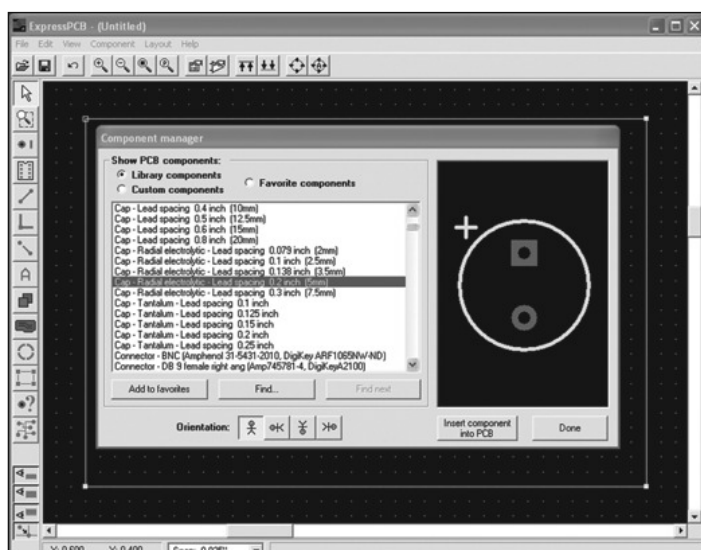 ExpressPCB - (Untitled)
File Edit View Component Layout Help
Component manager
Show PCB components:
Library components
Custom components
Favorite components
Cap - Lead spacing 0.4 inch (10mm)
Cap - Lead spacing 0.5 inch (12.5mm)
Cap - Lead spacing 0.6 inch (15mm)
Cap - Lead spacing 0.8 inch (20mm)
Cap - Radial electrolytic - Lead spacing 0.079 inch (2mm)
Cap - Radial electrolytic - Lead spacing 0.1 inch (2.5mm)
Cap - Radial electrolytic - Lead spacing 0.138 inch (3.5mm)
Cap - Radial electrolytic - Lead spacing 0.2 inch (5mm)
Cap - Radial electrolytic - Lead spacing 0.3 inch (7.5mm)
Cap - Tantalum - Lead spacing 0.1 inch
Cap - Tantalum - Lead spacing 0.125 inch
Cap - Tantalum - Lead spacing 0.15 inch
Cap - Tantalum - Lead spacing 0.2 inch
Cap - Tantalum - Lead spacing 0.25 inch
Connector - BNC (Amphenol 31-5431-2010, DigiKey ARF1065NW-ND)
Connector - DB 9 female right ang (Amp745781-4, DigiKeyA2100)
Add to favorites
Find...
Find next
Orientation:
Insert component into PCB
Done